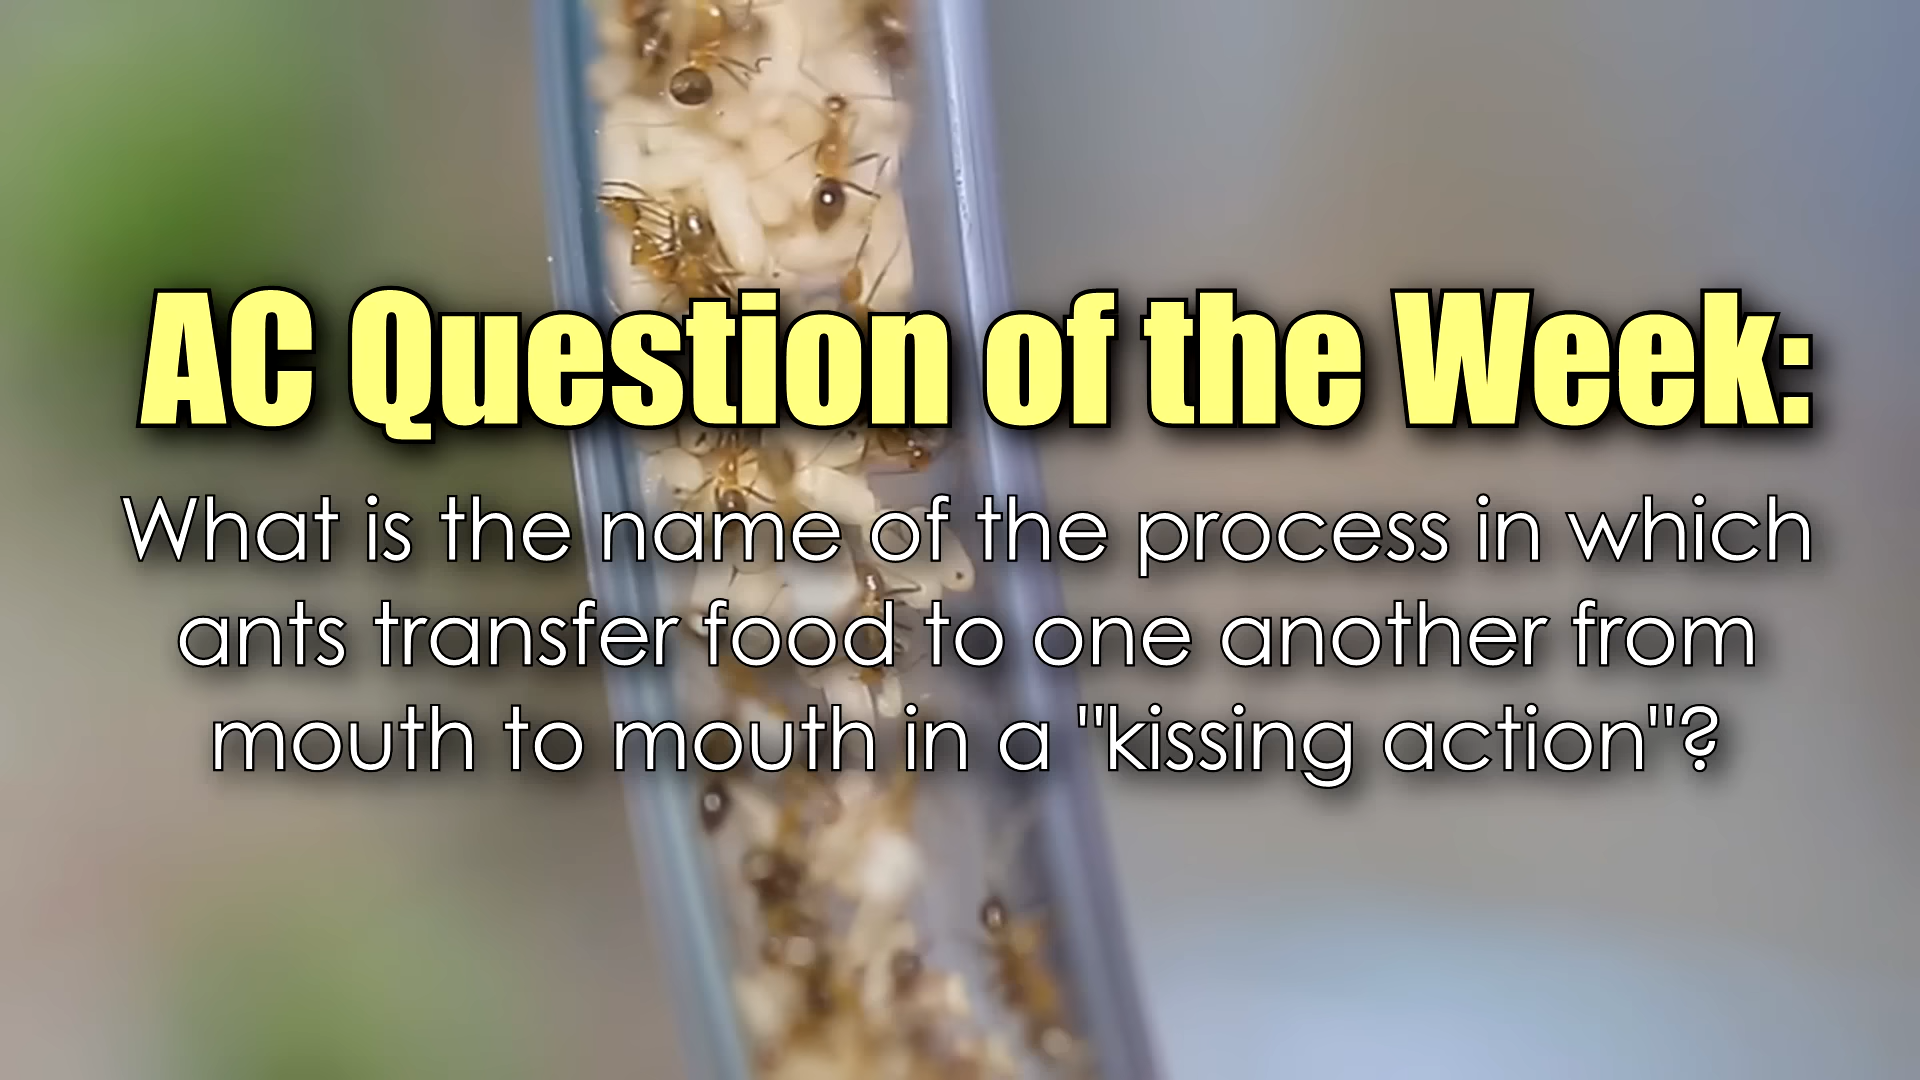 AC Question of the Week:
What is the name of the process in which
ants transfer food to one another from
mouth to mouth in a "kissing action"?